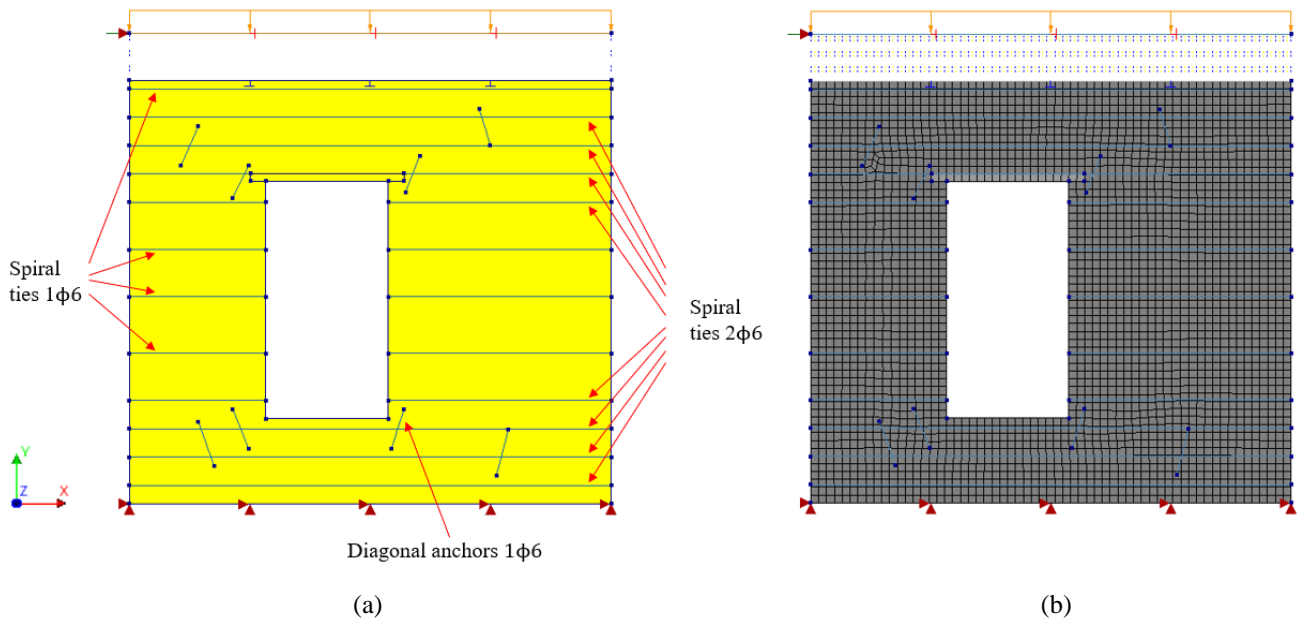 Spiral
ties 1ϕ6
Spiral
ties 2ϕ6
Y
Z
X
Diagonal anchors 1ϕ6
(a)
(b)